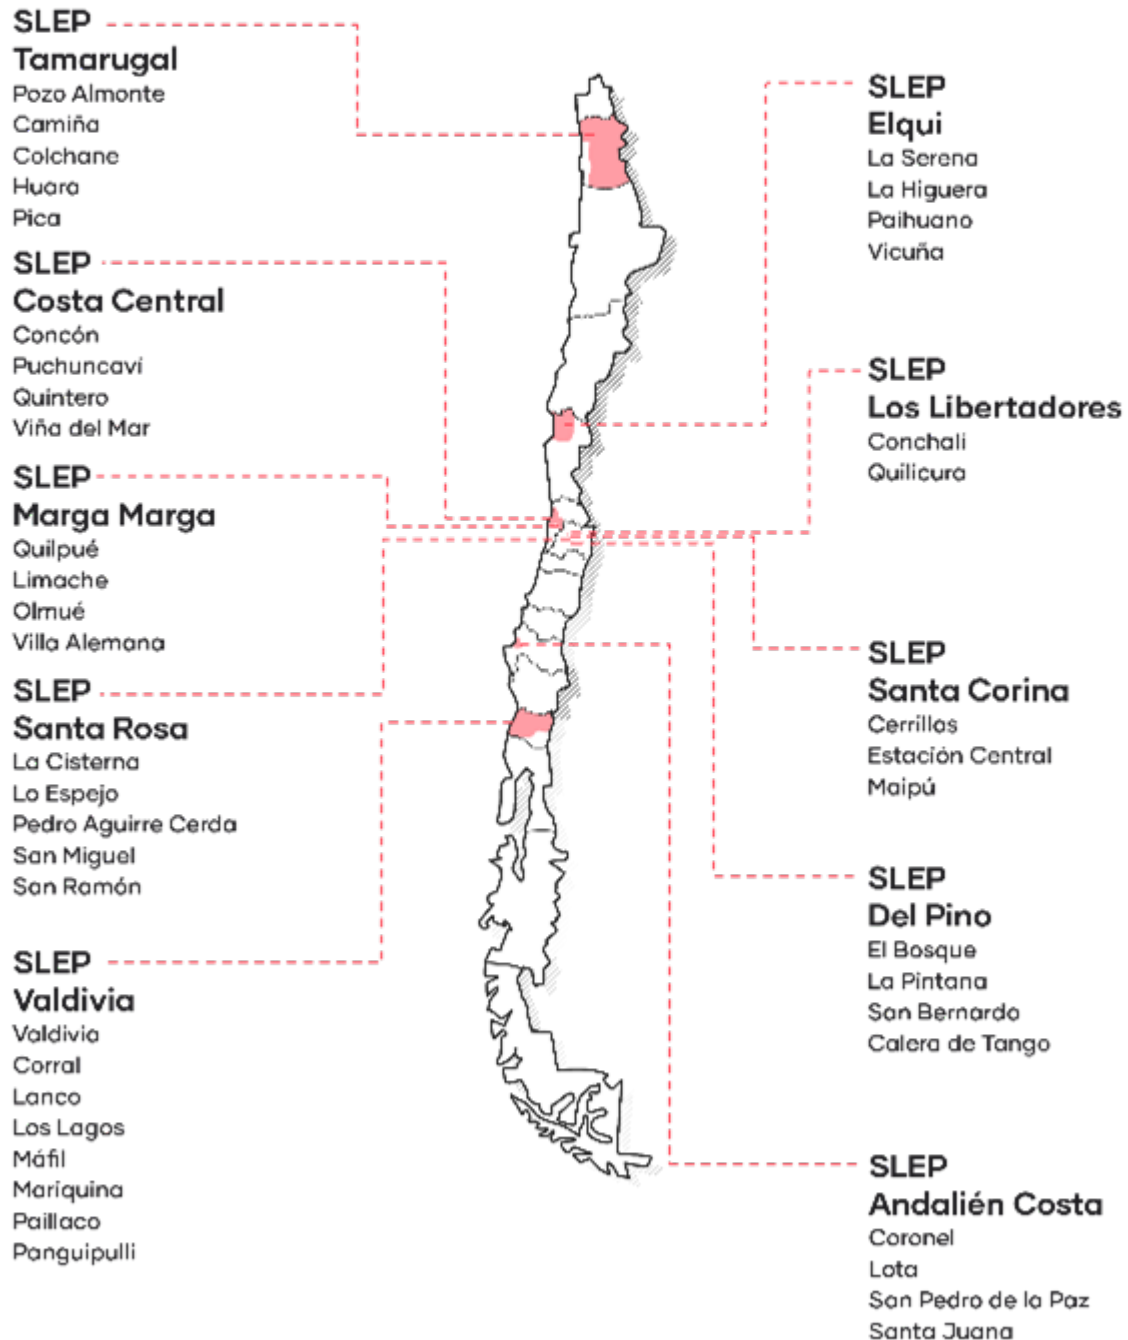 SLEP
Tamarugal
Pozo Almonte
Camiña
Colchane
Huara
Pica
SLEP
Costa Central
Concón
Puchuncaví
Quintero
Viña del Mar
SLEP
Marga Marga
Quilpué
Limache
Olmué
Villa Alemana
SLEP
Santa Rosa
La Cisterna
Lo Espejo
Pedro Aguirre Cerda
San Miguel
San Ramón
SLEP
Valdivia
Valdivia
Corral
Lanco
Los Lagos
Máfil
Mariquina
Paillaco
Panguipulli
SLEP
Elqui
La Serena
La Higuera
Paihuano
Vicuña
SLEP
Los Libertadores
Conchali
Quilicura
SLEP
Santa Corina
Cerrillos
Estación Central
Maipú
SLEP
Del Pino
El Bosque
La Pintana
San Bernardo
Calera de Tango
SLEP
Andalién Costa
Coronel
Lota
San Pedro de la Paz
Santa Juana